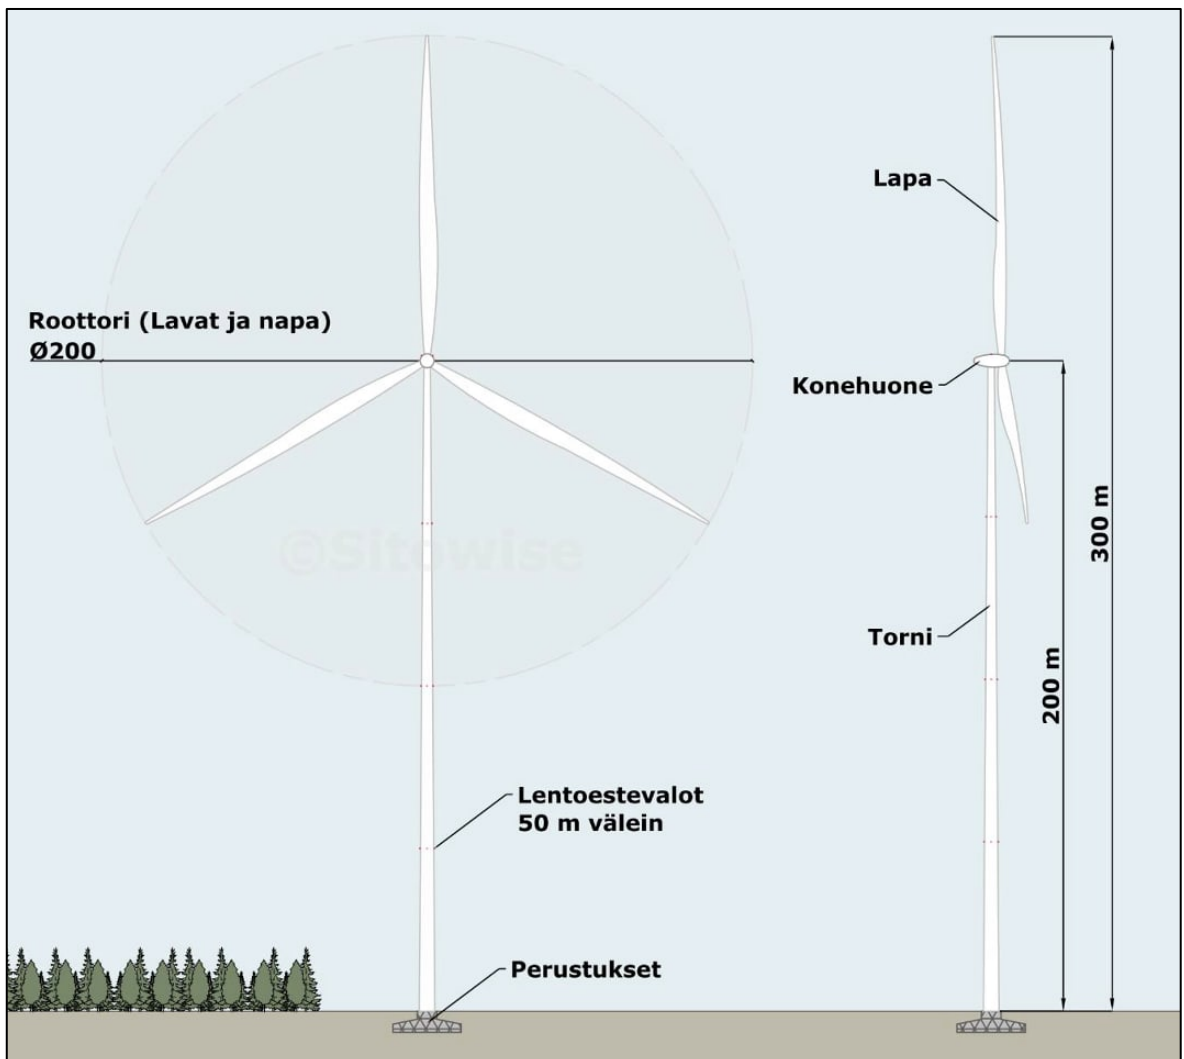 Lapa
Roottori (Lavat ja napa)
Ø200
Konehuone
300 m
©Sitowise
Torni
200 m
Lentoestevalot
50 m välein
Perustukset